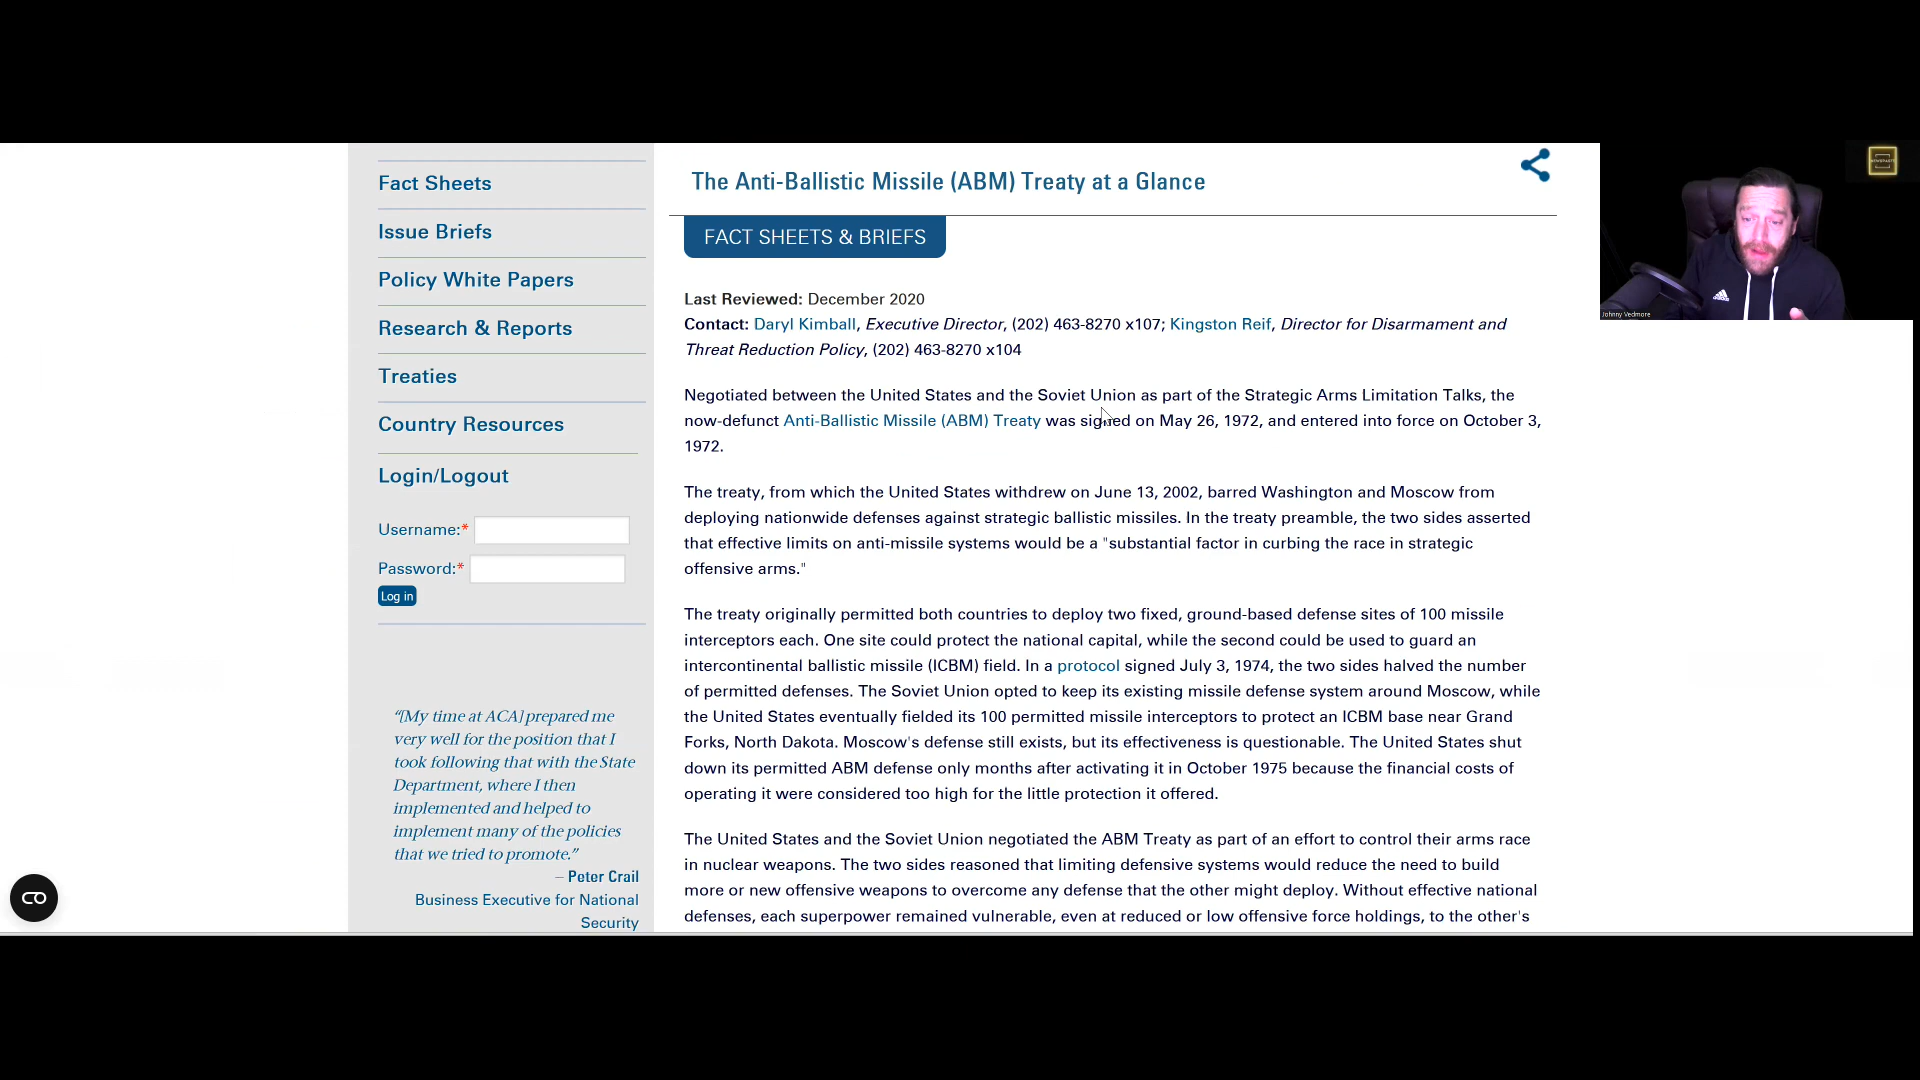 Fact Sheets
Issue Briefs
Policy White Papers
Research & Reports
Treaties
Country Resources
Login/Logout
Username:*
Password:*
Log in
“[My time at ACA] prepared me
very well for the position that I
took following that with the State
Department, where I then
implemented and helped to
implement many of the policies
that we tried to promote.”
– Peter Crail
Business Executive for National
Security
The Anti-Ballistic Missile (ABM) Treaty at a Glance
FACT SHEETS & BRIEFS
Last Reviewed: December 2020
Contact: Daryl Kimball, Executive Director, (202) 463-8270 x107; Kingston Reif, Director for Disarmament and
Threat Reduction Policy, (202) 463-8270 x104
Negotiated between the United States and the Soviet Union as part of the Strategic Arms Limitation Talks, the
now-defunct Anti-Ballistic Missile (ABM) Treaty was signed on May 26, 1972, and entered into force on October 3,
1972.
The treaty, from which the United States withdrew on June 13, 2002, barred Washington and Moscow from
deploying nationwide defenses against strategic ballistic missiles. In the treaty preamble, the two sides asserted
that effective limits on anti-missile systems would be a "substantial factor in curbing the race in strategic
offensive arms."
The treaty originally permitted both countries to deploy two fixed, ground-based defense sites of 100 missile
interceptors each. One site could protect the national capital, while the second could be used to guard an
intercontinental ballistic missile (ICBM) field. In a protocol signed July 3, 1974, the two sides halved the number
of permitted defenses. The Soviet Union opted to keep its existing missile defense system around Moscow, while
the United States eventually fielded its 100 permitted missile interceptors to protect an ICBM base near Grand
Forks, North Dakota. Moscow's defense still exists, but its effectiveness is questionable. The United States shut
down its permitted ABM defense only months after activating it in October 1975 because the financial costs of
operating it were considered too high for the little protection it offered.
The United States and the Soviet Union negotiated the ABM Treaty as part of an effort to control their arms race
in nuclear weapons. The two sides reasoned that limiting defensive systems would reduce the need to build
more or new offensive weapons to overcome any defense that the other might deploy. Without effective national
defenses, each superpower remained vulnerable, even at reduced or low offensive force holdings, to the other's
Johnny Vedmore